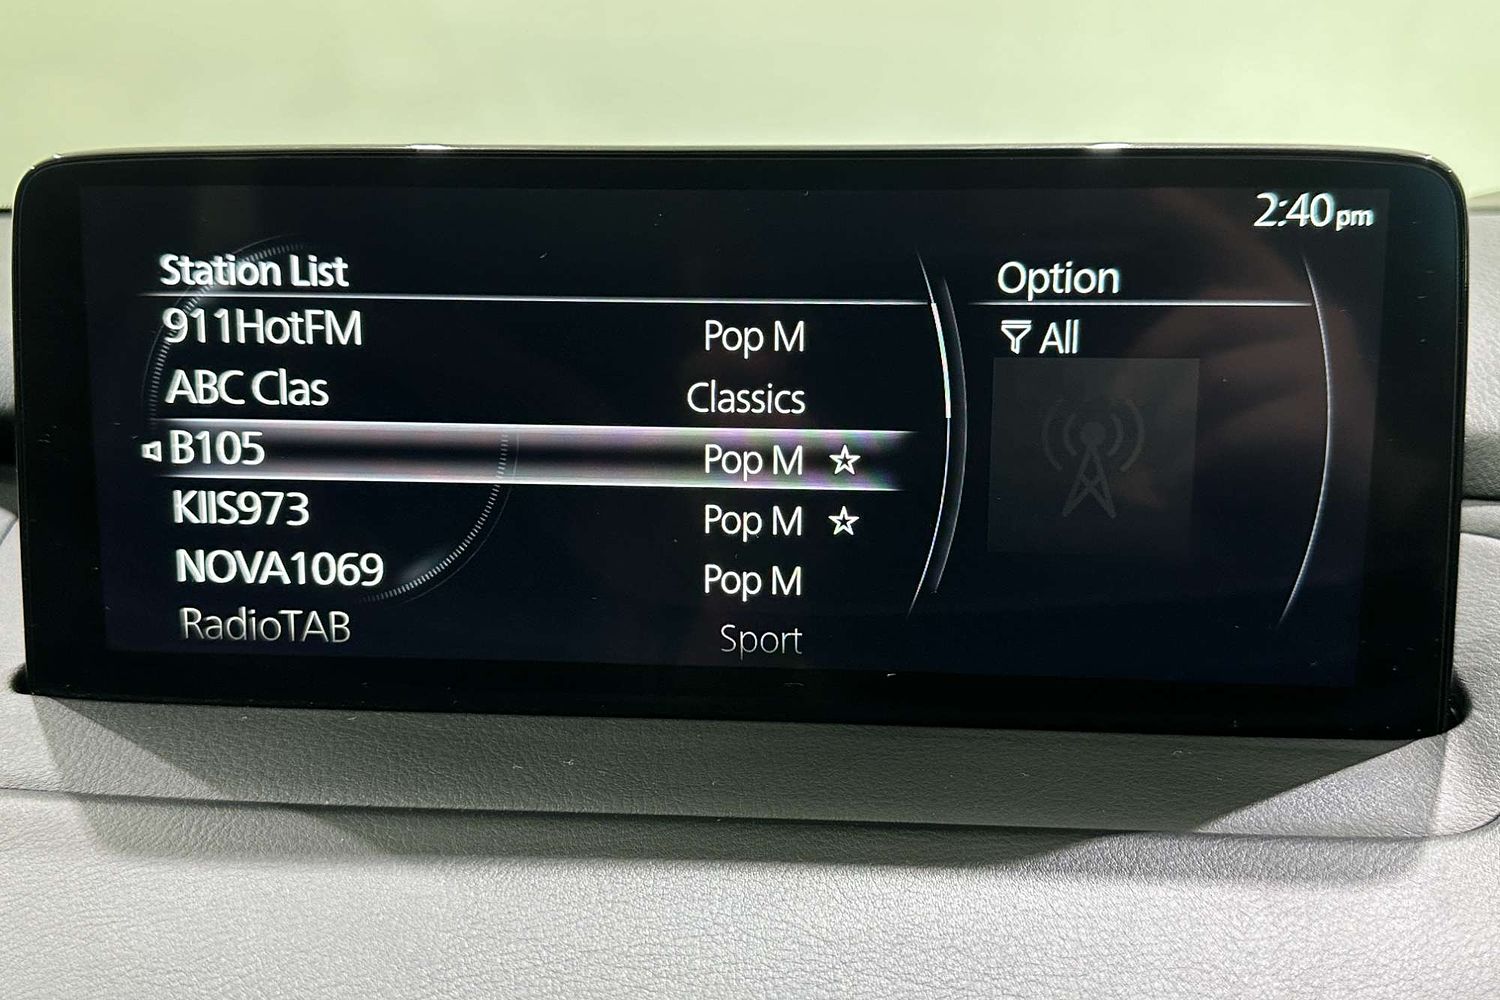 2:40pm
Station List
911HotFM Pop M
ABC Clas Classics
B105 Pop M
KIIS973 Pop M
NOVA1069 Pop M
RadioTAB Sport
Option
All